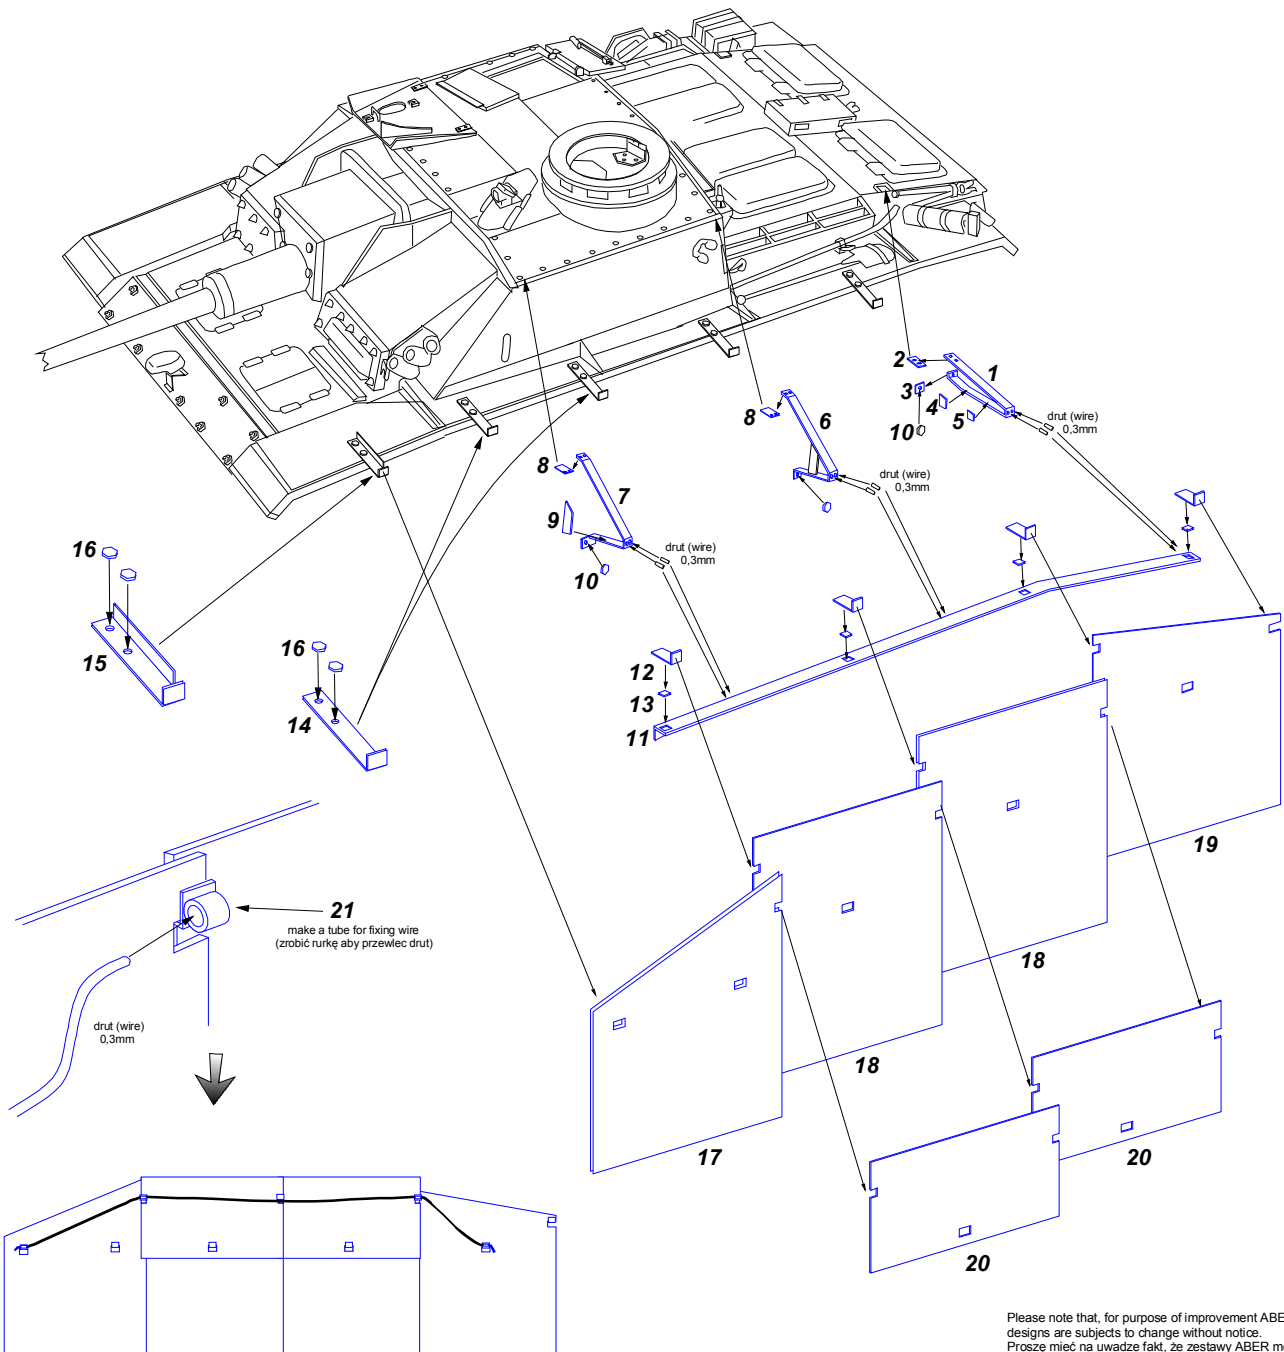 2
1
3
4
5
10
drut (wire)
0,3mm
8
6
drut (wire)
0,3mm
8
7
9
10
drut (wire)
0,3mm
16
15
16
14
12
13
11
19
18
18
17
20
20
21
make a tube for fixing wire
(zrobić rurkę aby przewlec drut)
drut (wire)
0,3mm
Please note that, for purpose of improvement ABE
designs are subjects to change without notice.
Proszę mieć na uwadze fakt, że zestawy ABER m